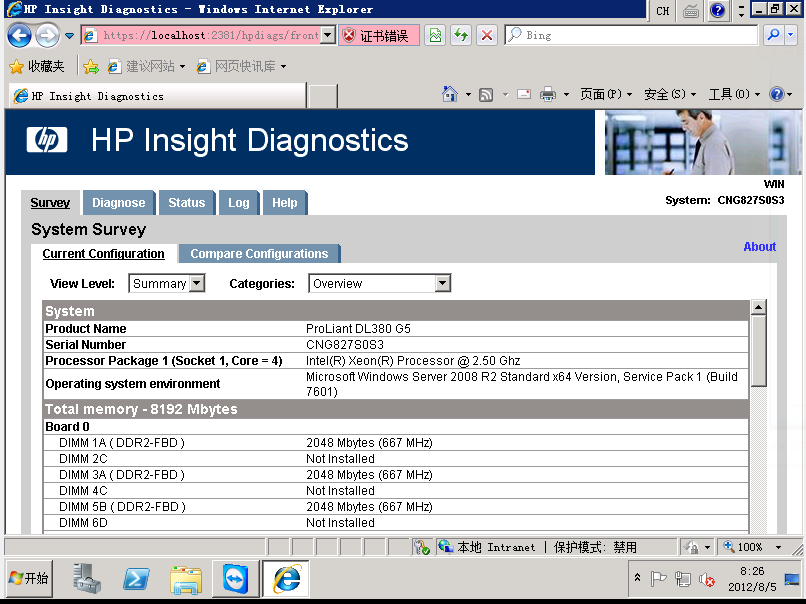 HP Insight Diagnostics - Windows Internet Explorer
CH
https://localhost:2381/hpdiags/front
证书错误
Bing
收藏夹
建议网站
网页快讯库
HP Insight Diagnostics
页面(P)
安全(S)
工具(O)
hp
HP Insight Diagnostics
WIN
System: CNG827S0S3
Survey
Diagnose
Status
Log
Help
System Survey
Current Configuration
Compare Configurations
About
View Level:
Summary
Categories:
Overview
System
Product Name ProLiant DL380 G5
Serial Number CNG827S0S3
Processor Package 1 (Socket 1, Core = 4) Intel(R) Xeon(R) Processor @ 2.50 Ghz
Operating system environment Microsoft Windows Server 2008 R2 Standard x64 Version, Service Pack 1 (Build
7601)
Total memory - 8192 Mbytes
Board 0
DIMM 1A ( DDR2-FBD ) 2048 Mbytes (667 MHz)
DIMM 2C Not Installed
DIMM 3A ( DDR2-FBD ) 2048 Mbytes (667 MHz)
DIMM 4C Not Installed
DIMM 5B ( DDR2-FBD ) 2048 Mbytes (667 MHz)
DIMM 6D Not Installed
本地 Intranet | 保护模式: 禁用
100%
开始
8:26
2012/8/5